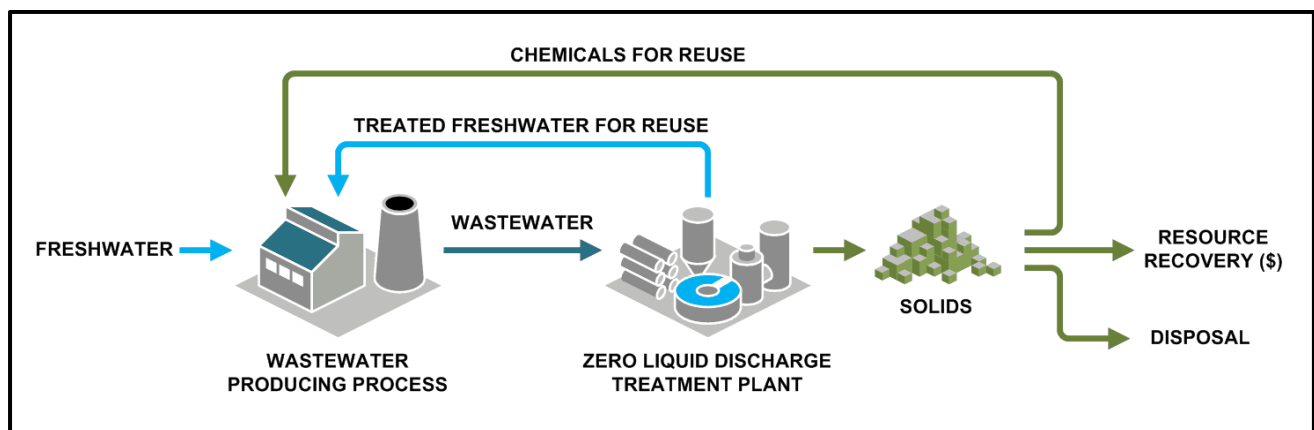 CHEMICALS FOR REUSE
TREATED FRESHWATER FOR REUSE
WASTEWATER
FRESHWATER
RESOURCE
RECOVERY ($)
SOLIDS
DISPOSAL
WASTEWATER
PRODUCING PROCESS
ZERO LIQUID DISCHARGE
TREATMENT PLANT